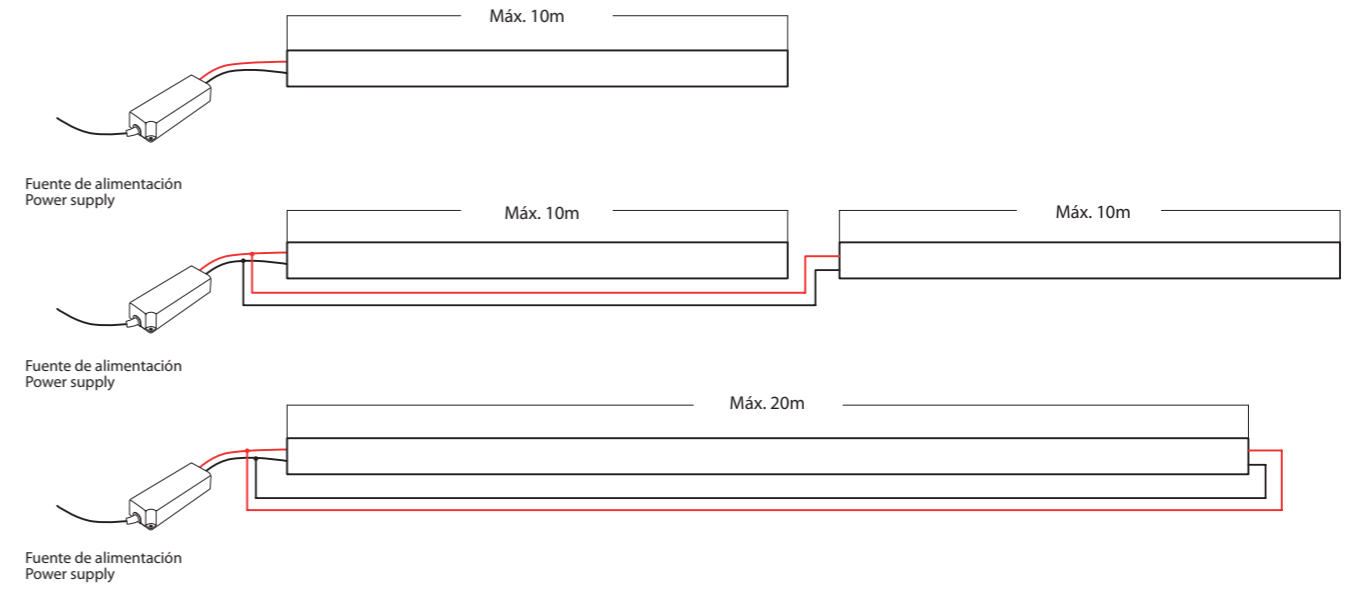 Máx. 10m
Fuente de alimentación
Power supply
Máx. 10m
Máx. 10m
Fuente de alimentación
Power supply
Máx. 20m
Fuente de alimentación
Power supply